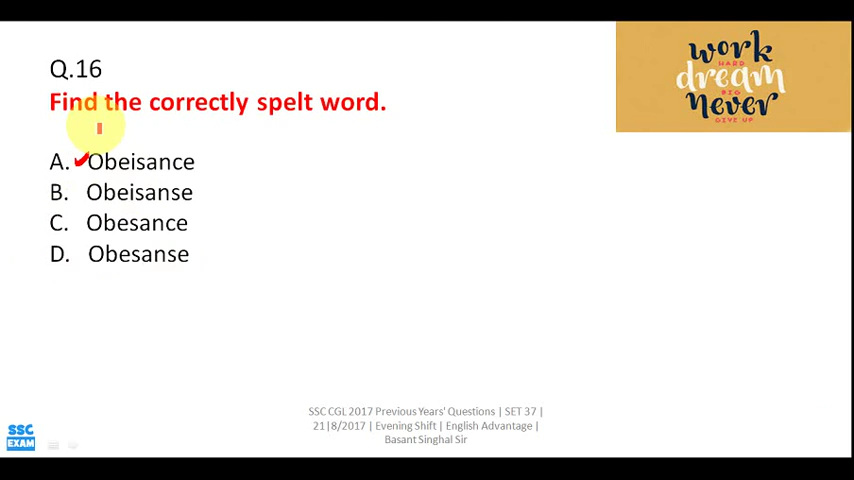 Q.16
Find the correctly spelt word.
A. Obeisance
B. Obeisanse
C. Obesance
D. Obesanse
work
HARD
dream
BIG
never
GIVE UP
SSC CGL 2017 Previous Years' Questions | SET 37 |
21|8/2017 | Evening Shift | English Advantage |
Basant Singhal Sir
SSC
EXAM